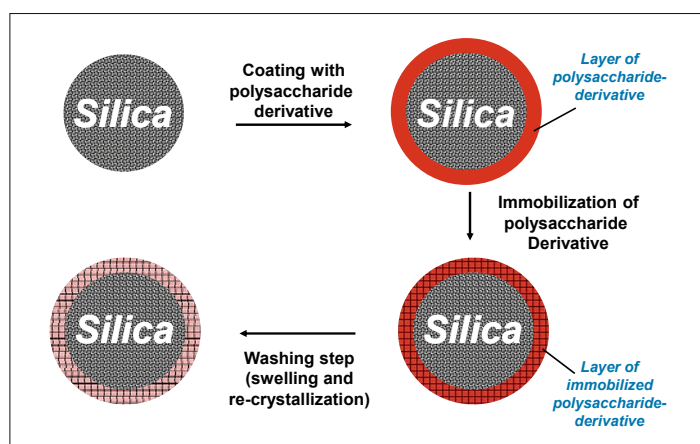 Silica
Coating with
polysaccharide
derivative
Silica
Layer of
polysaccharide-
derivative
Immobilization of
polysaccharide
Derivative
Silica
Layer of
immobilized
polysaccharide-
derivative
Washing step
(swelling and
re-crystallization)
Silica